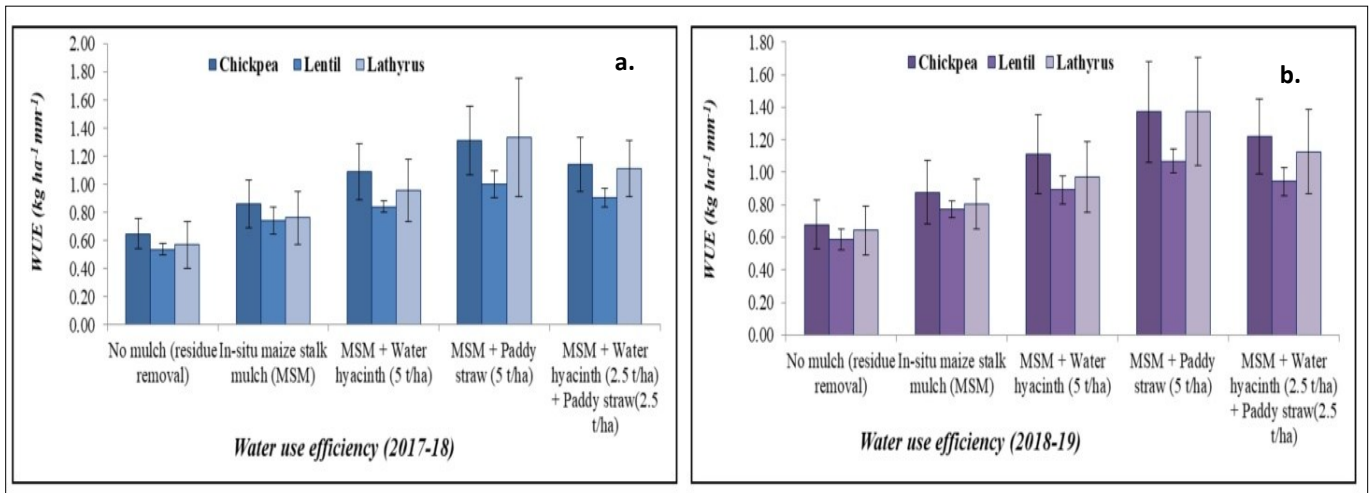 2.00
1.80
1.60
1.40
1.20
1.00
0.80
0.60
0.40
0.20
0.00
WUE (kg ha⁻¹ mm⁻¹)
Chickpea Lentil Lathyrus
a.
No mulch (residue
removal)
In-situ maize stalk
mulch (MSM)
MSM + Water
hyacinth (5 t/ha)
MSM + Paddy
straw (5 t/ha)
MSM + Water
hyacinth (2.5 t/ha)
+ Paddy straw(2.5
t/ha)
Water use efficiency (2017-18)
1.80
1.60
1.40
1.20
1.00
0.80
0.60
0.40
0.20
0.00
WUE (kg ha⁻¹ mm⁻¹)
Chickpea Lentil Lathyrus
b.
No mulch (residue
removal)
In-situ maize stalk
mulch (MSM)
MSM + Water
hyacinth (5 t/ha)
MSM + Paddy
straw (5 t/ha)
MSM + Water
hyacinth (2.5 t/ha)
+ Paddy straw(2.5
t/ha)
Water use efficiency (2018-19)